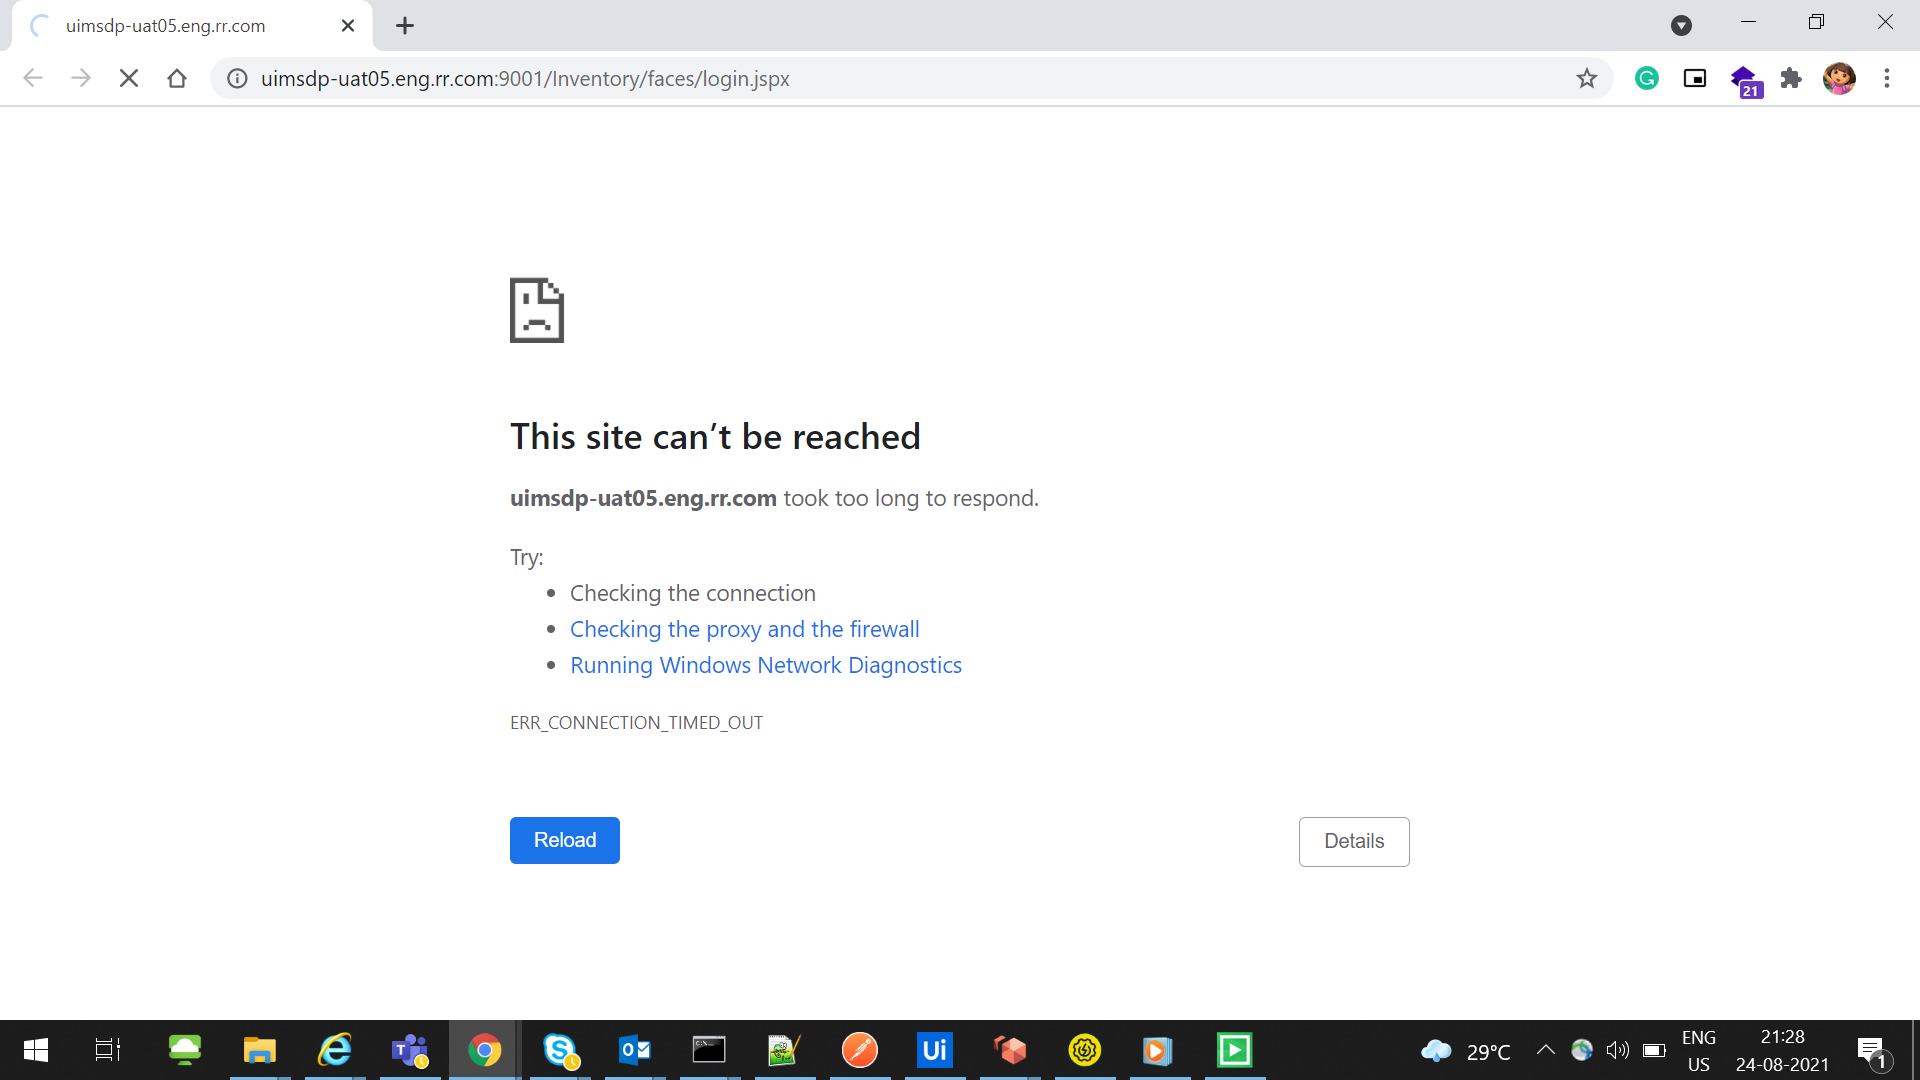 uimsdp-uat05.eng.rr.com
uimsdp-uat05.eng.rr.com:9001/Inventory/faces/login.jspx
21
This site can’t be reached
uimsdp-uat05.eng.rr.com took too long to respond.
Try:
Checking the connection
Checking the proxy and the firewall
Running Windows Network Diagnostics
ERR_CONNECTION_TIMED_OUT
Reload
Details
T
S
O
C:\
Ui
29°C
ENG
US
21:28
24-08-2021
1